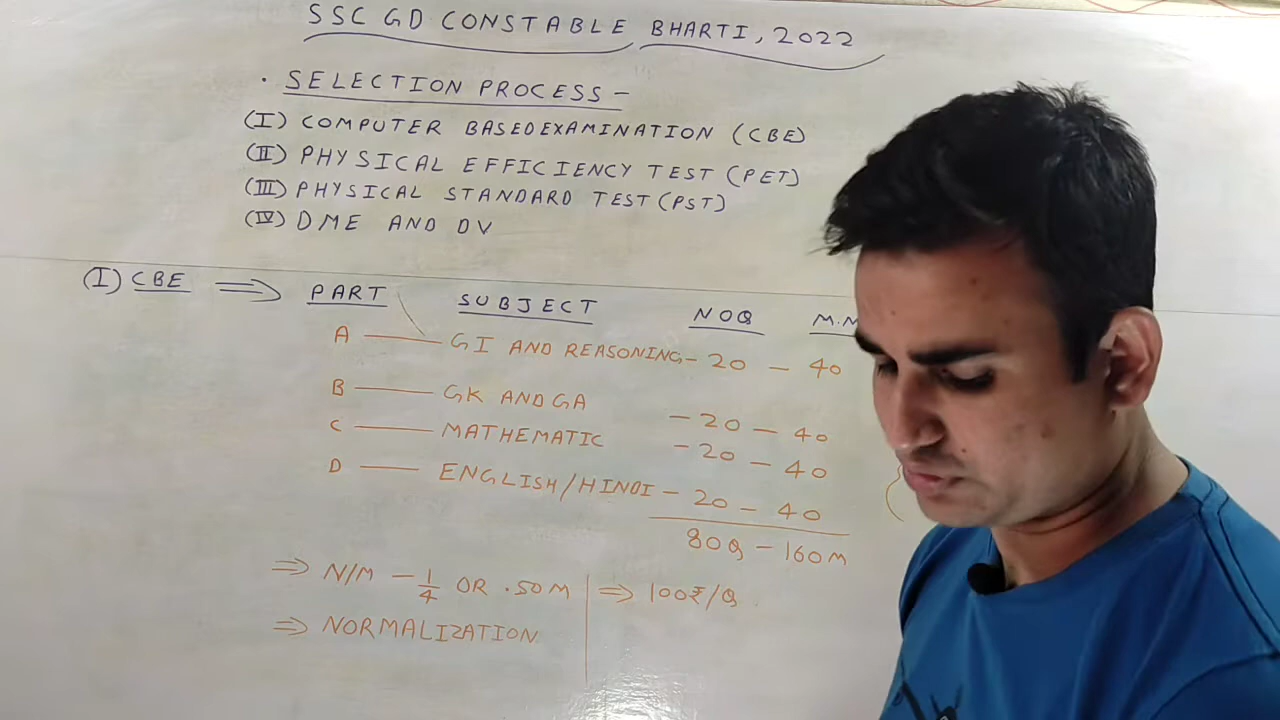 SSC GD CONSTABLE BHARTI, 2022
· SELECTION PROCESS -
(I) COMPUTER BASED EXAMINATION (CBE)
(II) PHYSICAL EFFICIENCY TEST (PET)
(III) PHYSICAL STANDARD TEST (PST)
(IV) DME AND DV
(I) CBE ⇒ PART SUBJECT NOQ M.M
A — GI AND REASONING - 20 - 40
B — GK AND GA - 20 - 40
C — MATHEMATIC - 20 - 40
D — ENGLISH/HINDI - 20 - 40
80Q - 160M
⇒ N/M - 1/4 OR .50M ⇒ 100₹/Q
⇒ NORMALIZATION